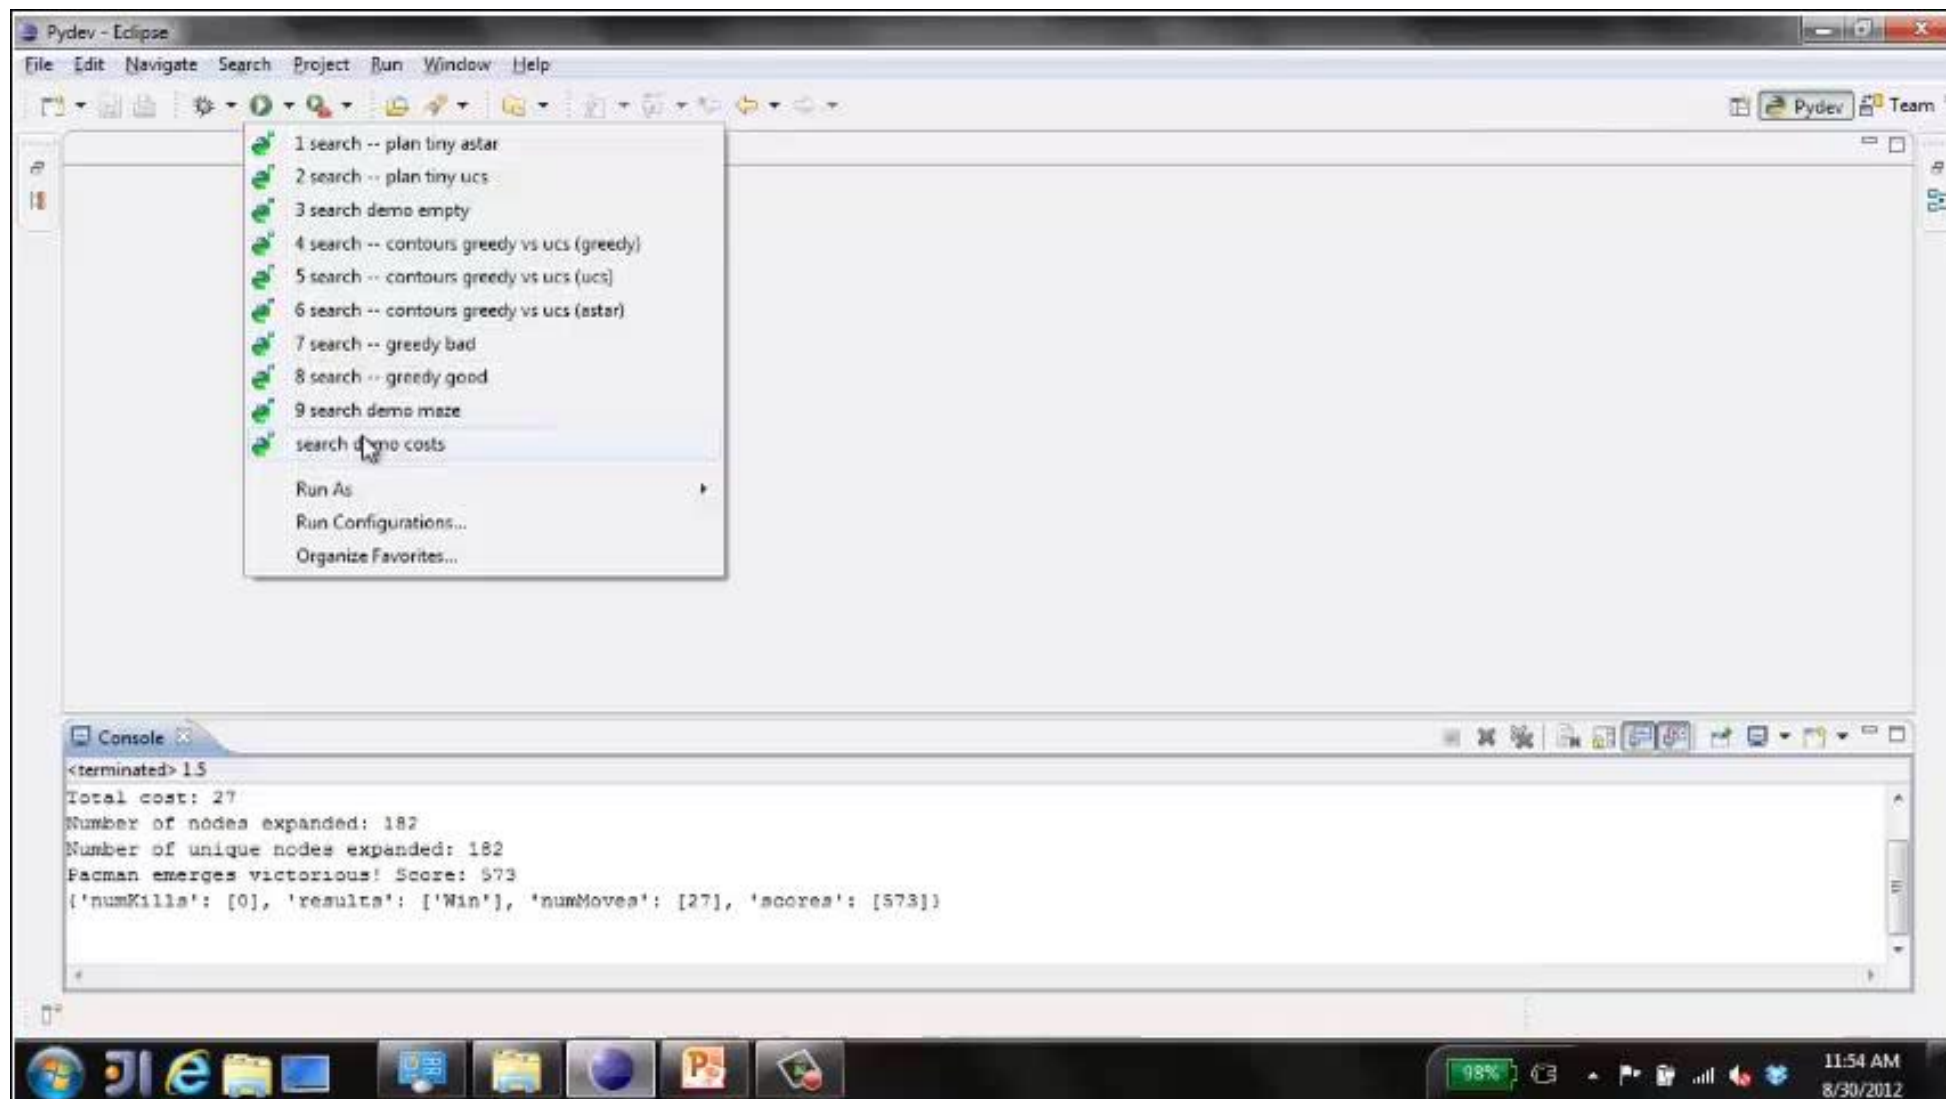 Pydev - Eclipse
File Edit Navigate Search Project Run Window Help
Pydev Team
1 search -- plan tiny astar
2 search -- plan tiny ucs
3 search demo empty
4 search -- contours greedy vs ucs (greedy)
5 search -- contours greedy vs ucs (ucs)
6 search -- contours greedy vs ucs (astar)
7 search -- greedy bad
8 search -- greedy good
9 search demo maze
search demo costs
Run As
Run Configurations...
Organize Favorites...
Console
<terminated> 1.5
Total cost: 27
Number of nodes expanded: 182
Number of unique nodes expanded: 182
Pacman emerges victorious! Score: 573
{'numKills': [0], 'results': ['Win'], 'numMoves': [27], 'scores': [573]}
98%
11:54 AM
8/30/2012